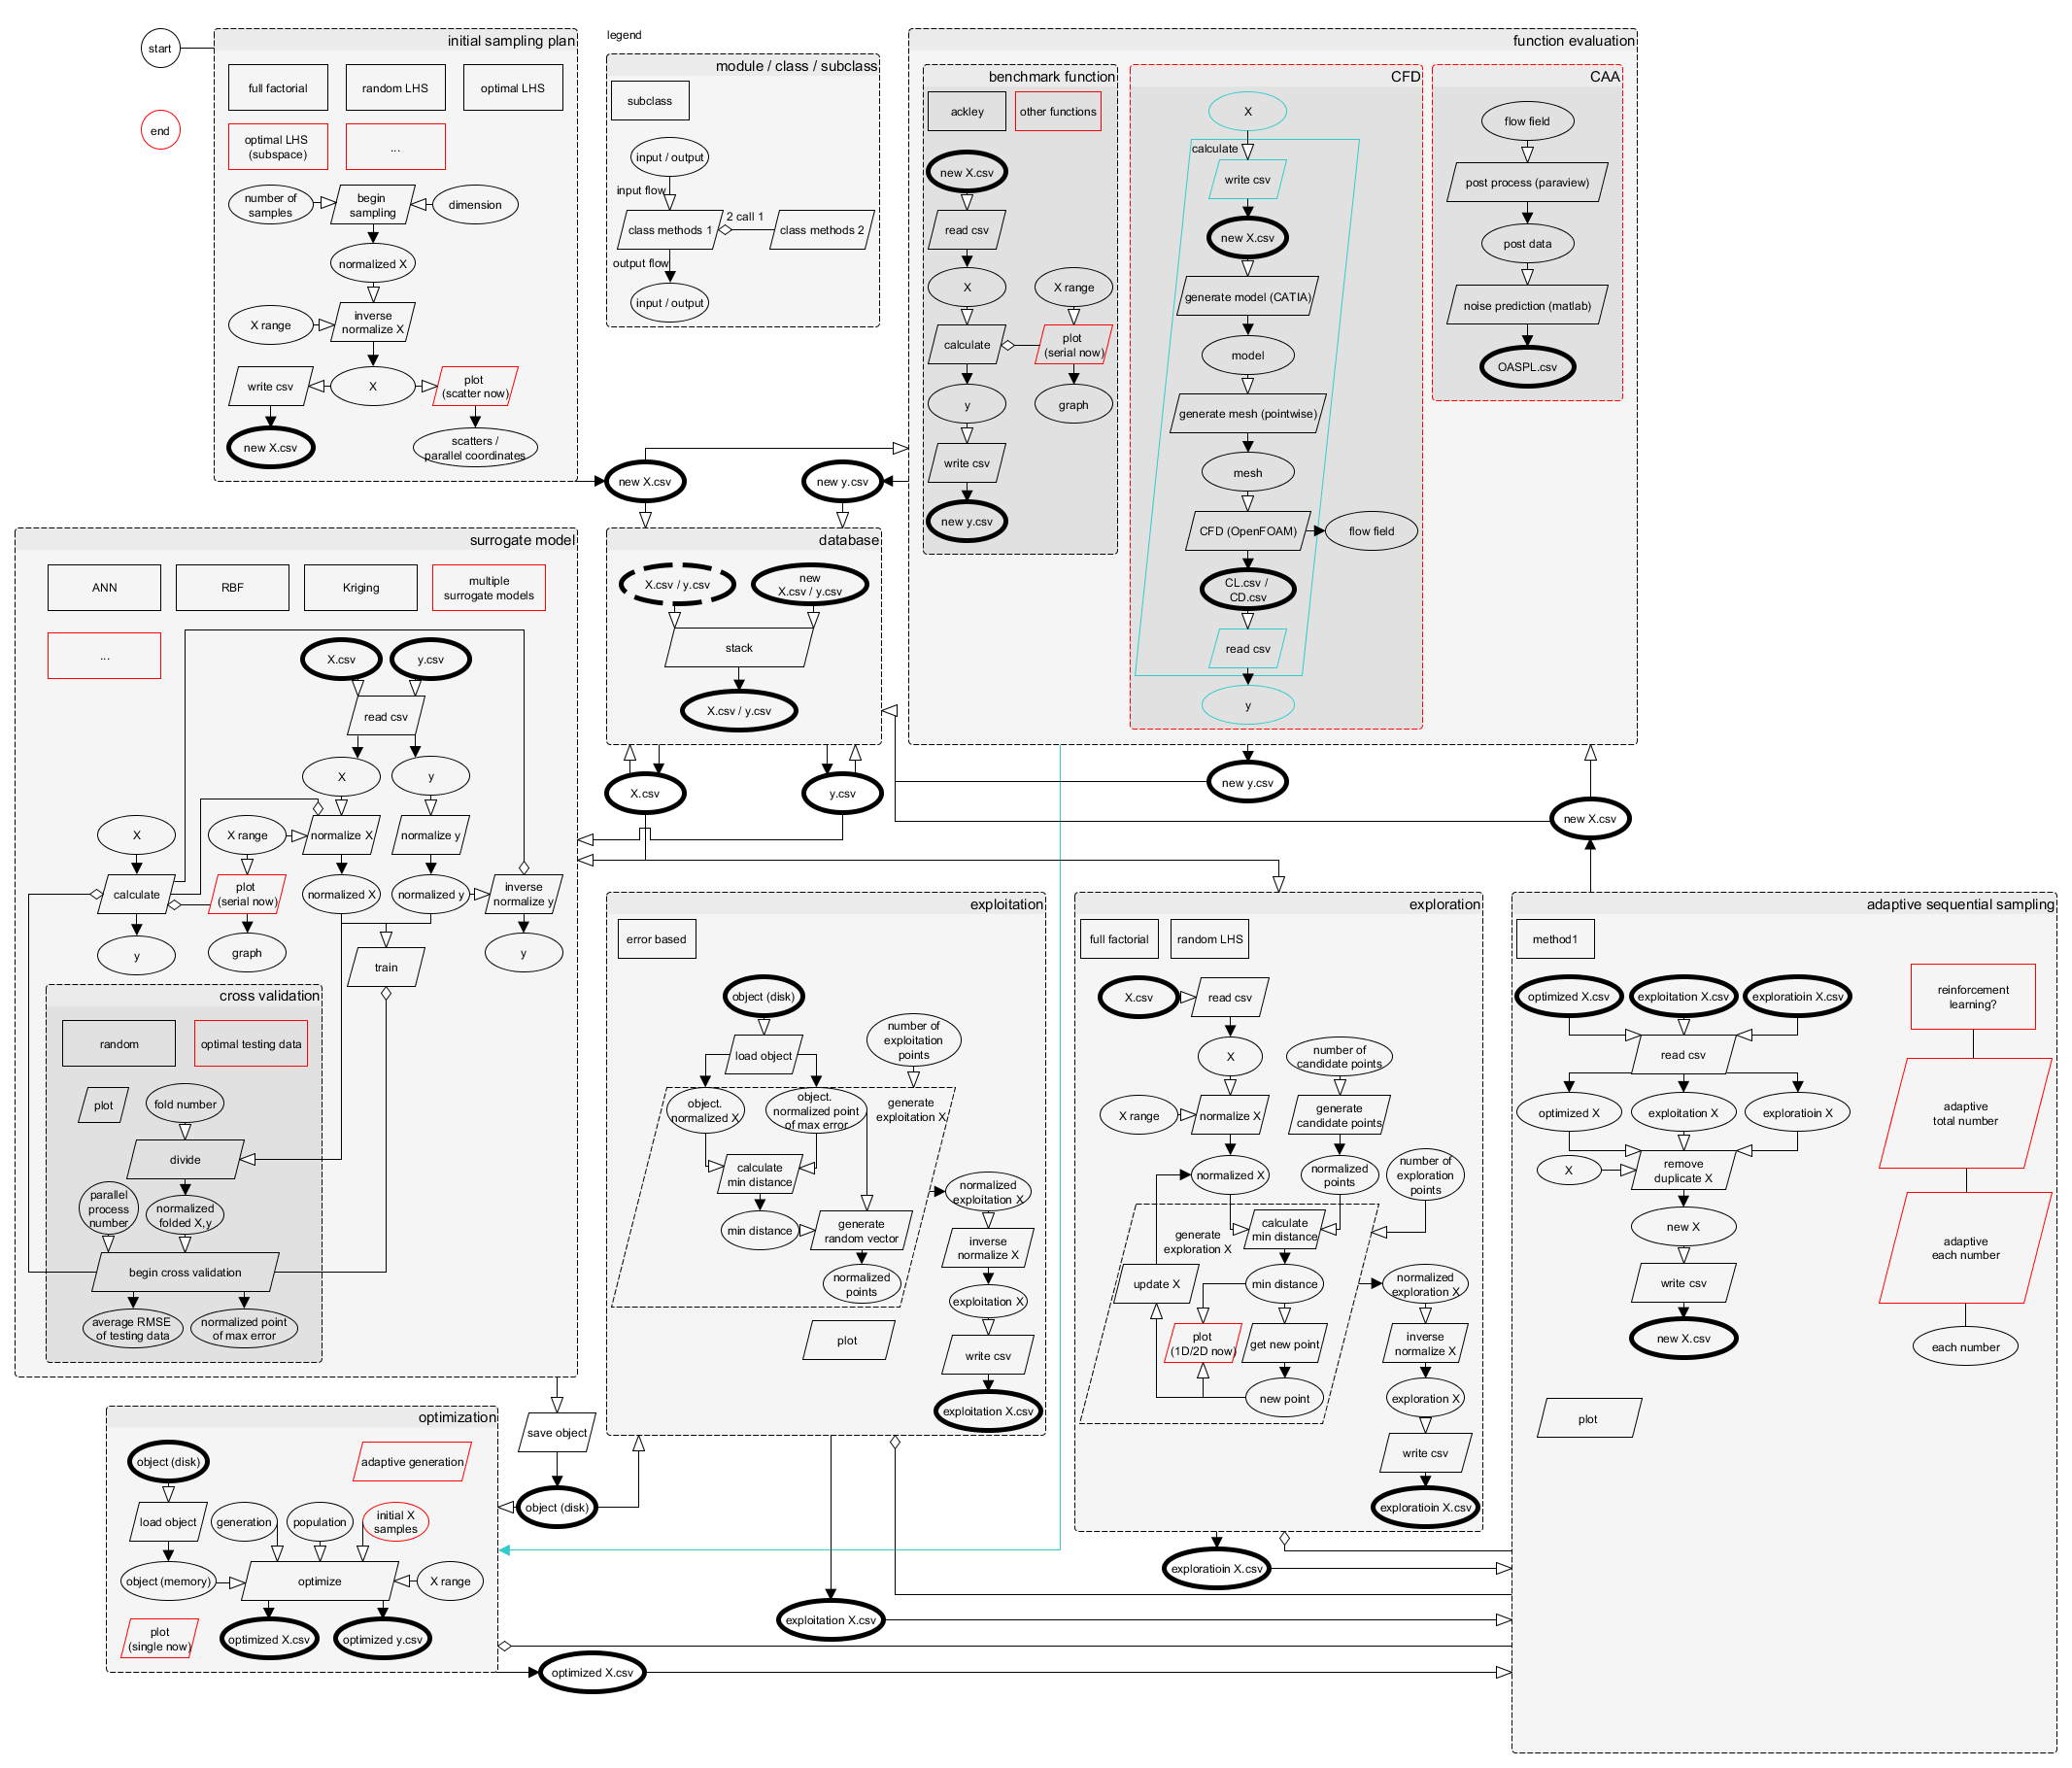 start
end
initial sampling plan
full factorial
random LHS
optimal LHS
optimal LHS
(subspace)
...
number of
samples
begin
sampling
dimension
normalized X
X range
inverse
normalize X
write csv
X
plot
(scatter now)
new X.csv
scatters /
parallel coordinates
legend
module / class / subclass
subclass
input / output
input flow
class methods 1
2 call 1
class methods 2
output flow
input / output
function evaluation
benchmark function
ackley
other functions
new X.csv
read csv
X
X range
calculate
plot
(serial now)
y
graph
write csv
new y.csv
CFD
X
calculate
write csv
new X.csv
generate model (CATIA)
model
generate mesh (pointwise)
mesh
CFD (OpenFOAM)
flow field
CL.csv /
CD.csv
read csv
y
CAA
flow field
post process (paraview)
post data
noise prediction (matlab)
OASPL.csv
new X.csv
new y.csv
database
X.csv / y.csv
new
X.csv / y.csv
stack
X.csv / y.csv
X.csv
y.csv
new y.csv
new X.csv
surrogate model
ANN
RBF
Kriging
multiple
surrogate models
...
X.csv
y.csv
read csv
X
y
X
X range
normalize X
normalize y
calculate
plot
(serial now)
normalized X
normalized y
inverse
normalize y
y
graph
train
y
cross validation
random
optimal testing data
plot
fold number
divide
parallel
process
number
normalized
folded X,y
begin cross validation
average RMSE
of testing data
normalized point
of max error
exploitation
error based
object (disk)
load object
number of
exploitation
points
object.
normalized X
object.
normalized point
of max error
generate
exploitation X
calculate
min distance
min distance
generate
random vector
normalized
points
normalized
exploitation X
inverse
normalize X
exploitation X
plot
write csv
exploitation X.csv
exploration
full factorial
random LHS
X.csv
read csv
X
number of
candidate points
X range
normalize X
generate
candidate points
normalized X
normalized
points
number of
exploration
points
generate
exploration X
calculate
min distance
update X
min distance
normalized
exploration X
plot
(1D/2D now)
get new point
inverse
normalize X
new point
exploration X
write csv
exploratioin X.csv
adaptive sequential sampling
method1
optimized X.csv
exploitation X.csv
exploratioin X.csv
reinforcement
learning?
read csv
optimized X
exploitation X
exploratioin X
adaptive
total number
X
remove
duplicate X
new X
adaptive
each number
write csv
new X.csv
each number
plot
optimization
object (disk)
adaptive generation
load object
generation
population
initial X
samples
object (memory)
optimize
X range
plot
(single now)
optimized X.csv
optimized y.csv
save object
object (disk)
exploratioin X.csv
exploitation X.csv
optimized X.csv